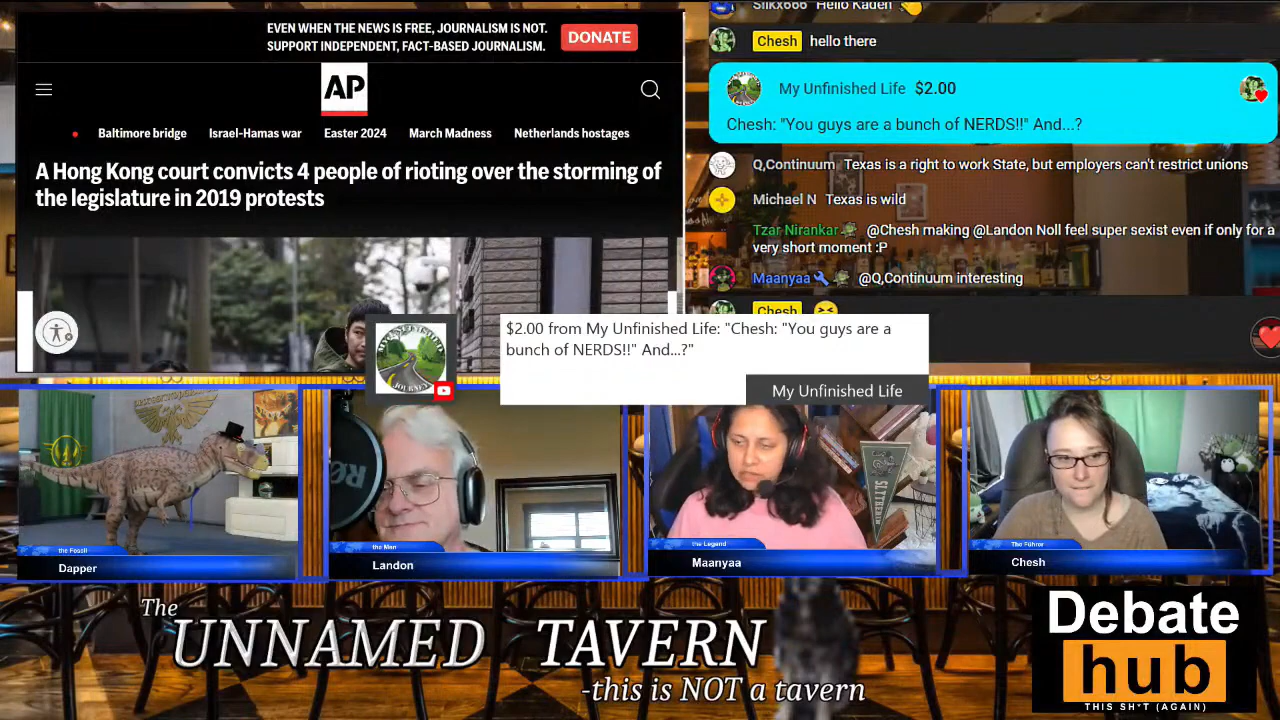 EVEN WHEN THE NEWS IS FREE, JOURNALISM IS NOT.
SUPPORT INDEPENDENT, FACT-BASED JOURNALISM.
DONATE
AP
Baltimore bridge Israel-Hamas war Easter 2024 March Madness Netherlands hostages
A Hong Kong court convicts 4 people of rioting over the storming of
the legislature in 2019 protests
Slikx666 Hello Kaden
Chesh hello there
My Unfinished Life $2.00
Chesh: "You guys are a bunch of NERDS!!" And...?
Q,Continuum Texas is a right to work State, but employers can't restrict unions
Michael N Texas is wild
Tzar Nirankar @Chesh making @Landon Noll feel super sexist even if only for a
very short moment :P
Maanyaa @Q,Continuum interesting
Chesh
$2.00 from My Unfinished Life: "Chesh: "You guys are a
bunch of NERDS!!" And...?"
My Unfinished Life
JOURNEY
the Fossil
Dapper
RØDE
the Man
Landon
SLYTHERIN
the Legend
Maanyaa
The Führer
Chesh
The
UNNAMED TAVERN
-this is NOT a tavern
Debate
hub
THIS SH*T (AGAIN)